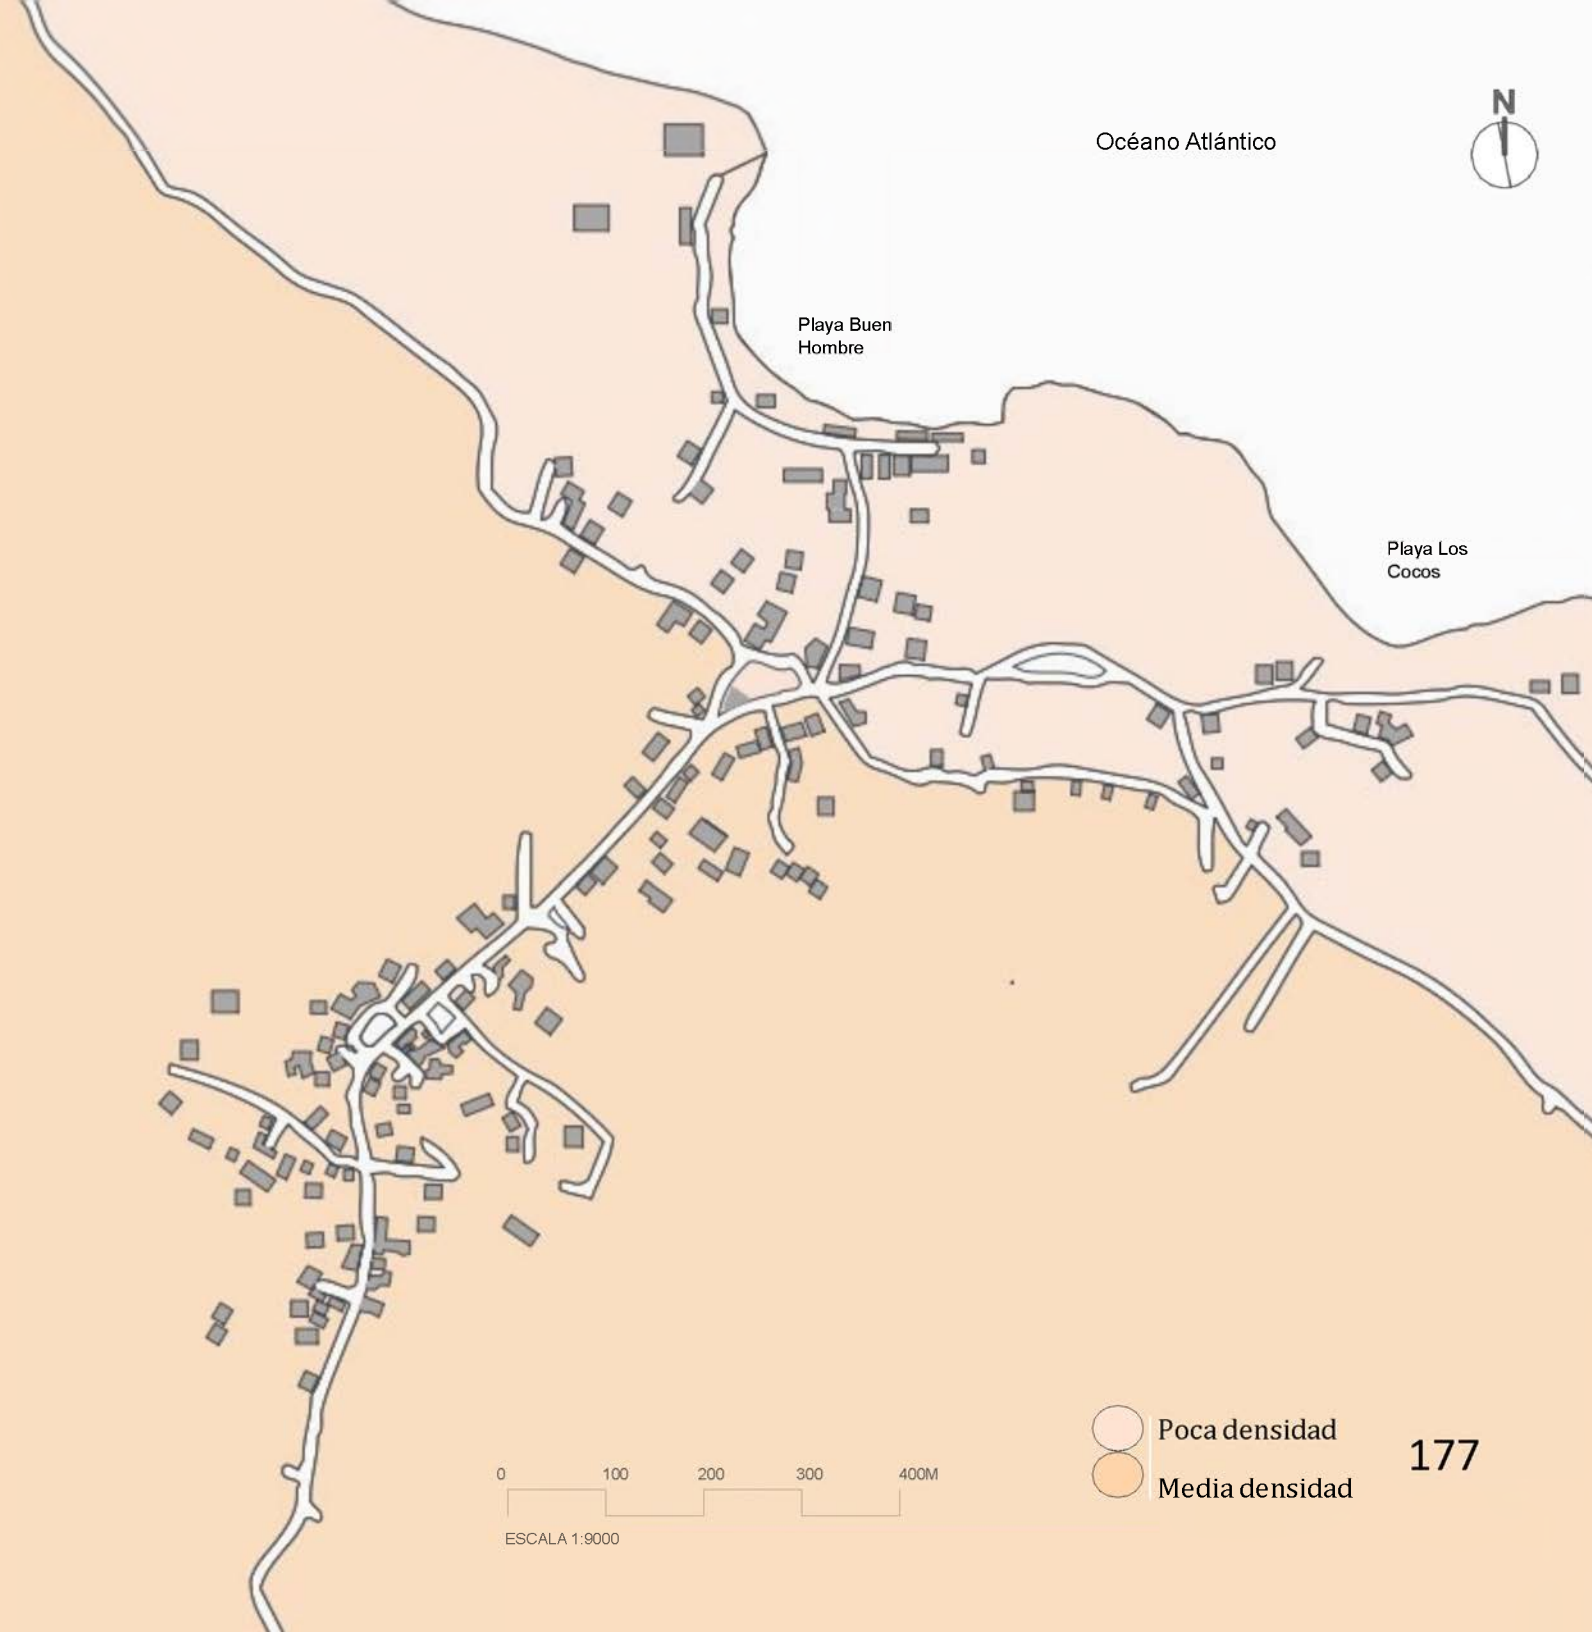 N
Océano Atlántico
Playa Buen
Hombre
Playa Los
Cocos
Poca densidad
177
Media densidad
0 100 200 300 400M
ESCALA 1:9000